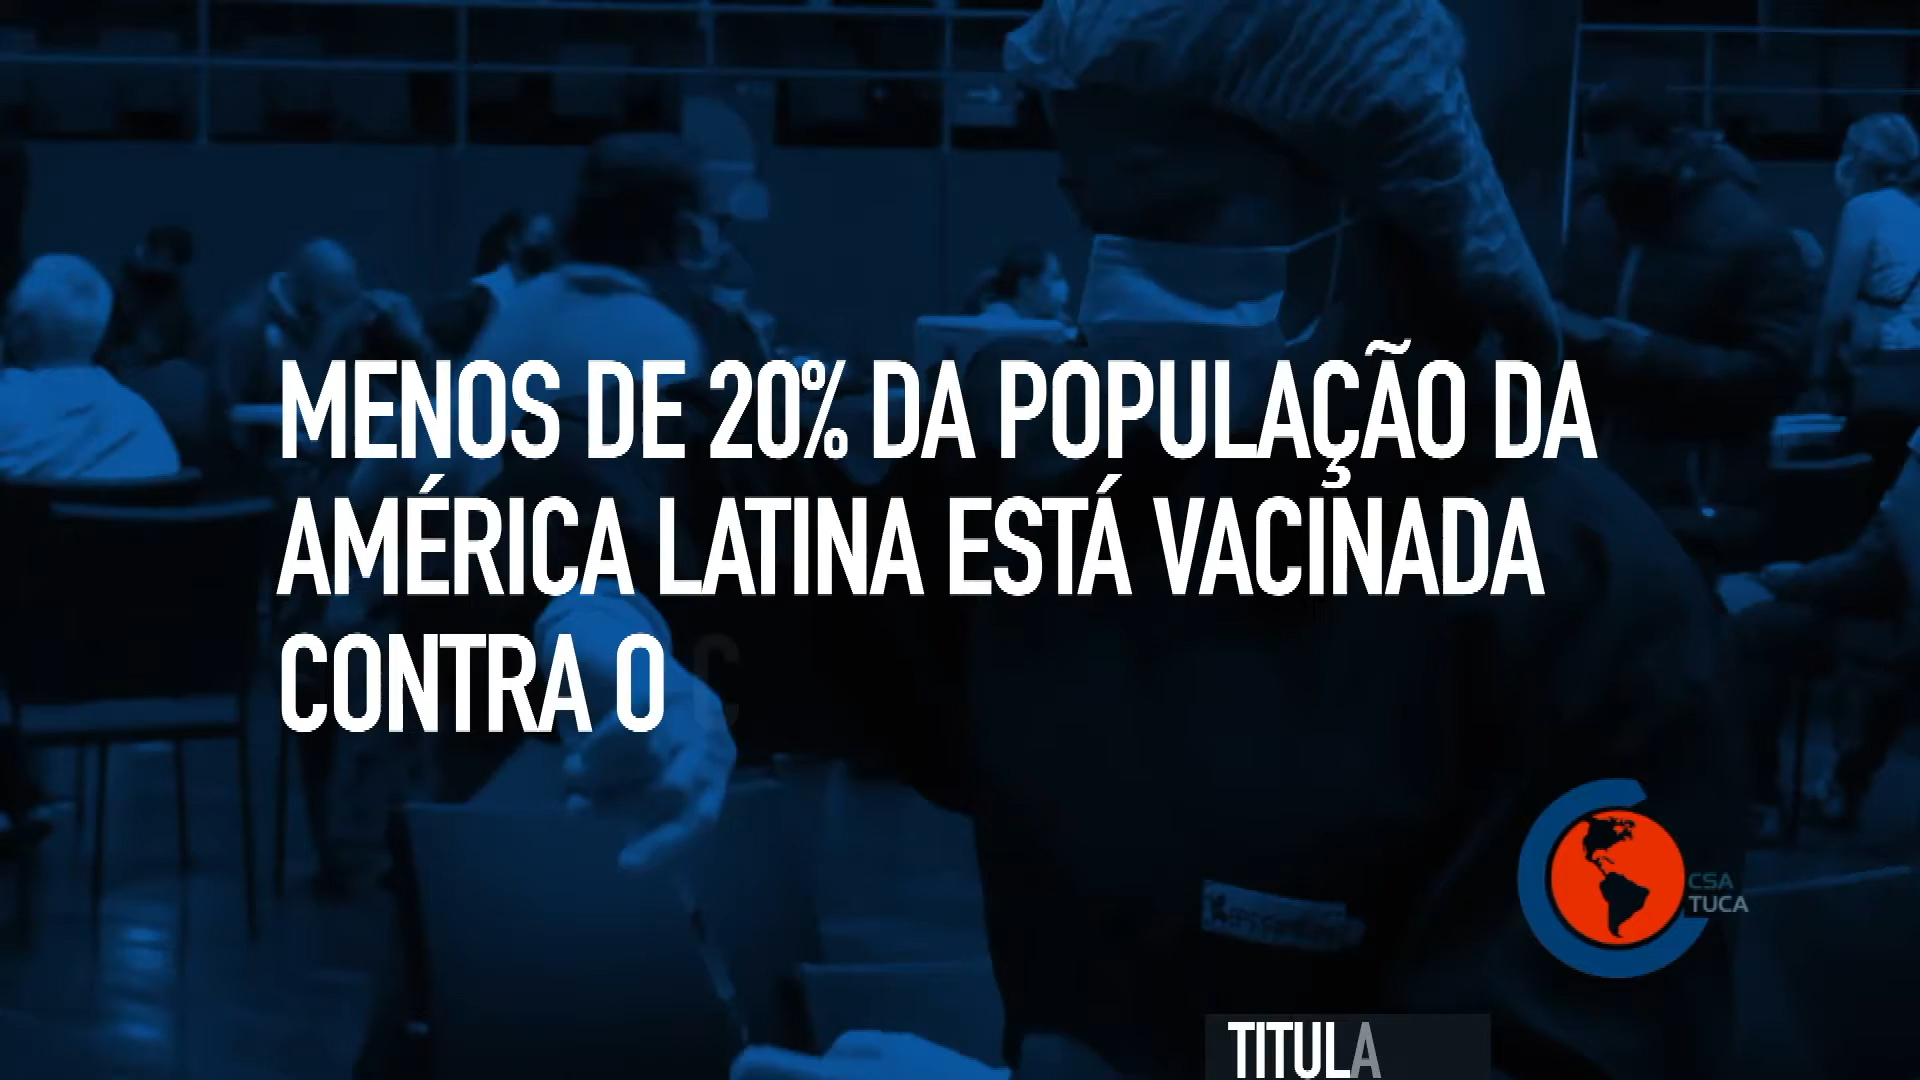 MENOS DE 20% DA POPULAÇÃO DA
AMÉRICA LATINA ESTÁ VACINADA
CONTRA O C
CSA
TUCA
TITULA